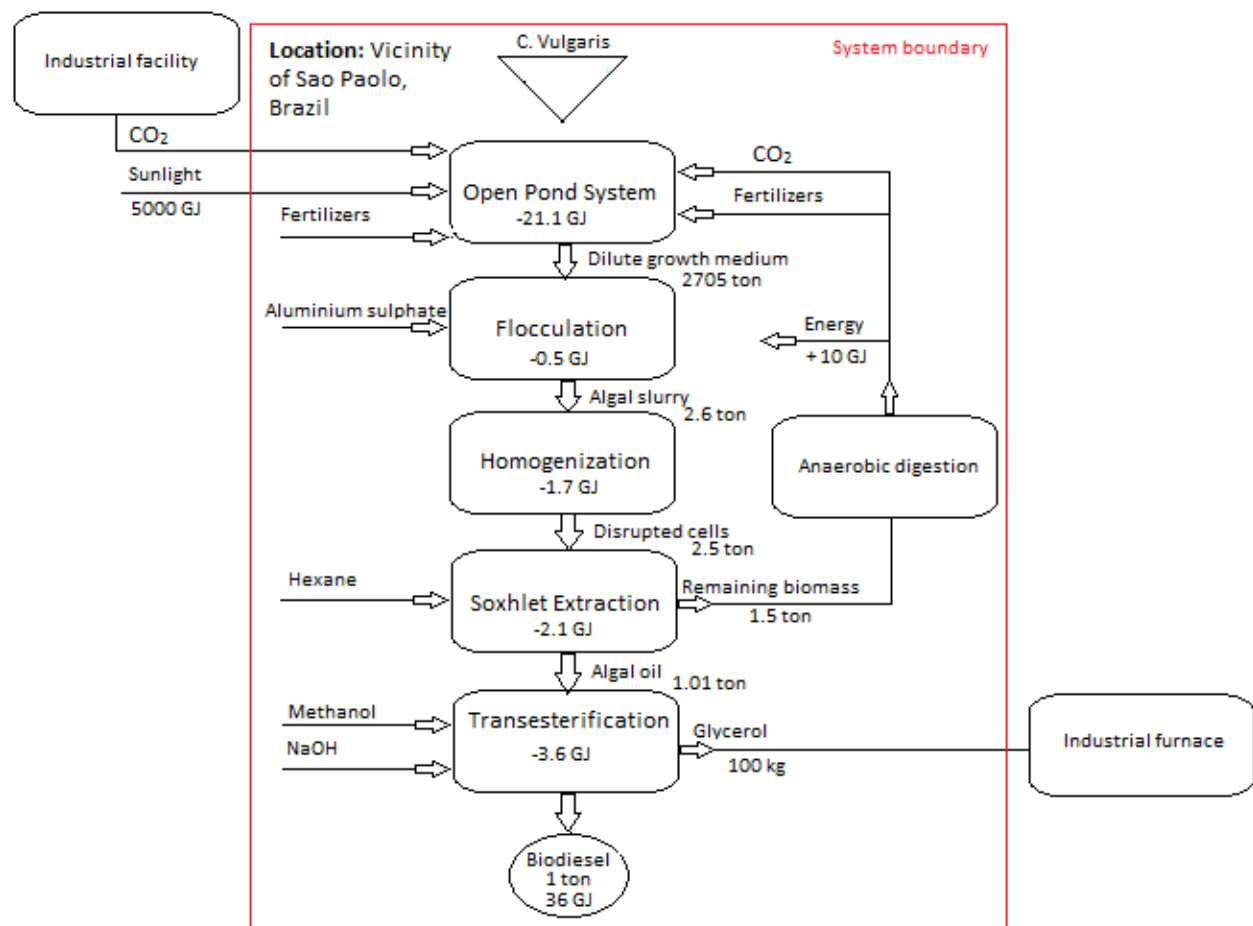 Industrial facility
Location: Vicinity
of Sao Paolo,
Brazil
C. Vulgaris
System boundary
CO₂
Sunlight
5000 GJ
Fertilizers
Open Pond System
-21.1 GJ
CO₂
Fertilizers
Dilute growth medium
2705 ton
Aluminium sulphate
Flocculation
-0.5 GJ
Energy
+10 GJ
Algal slurry
2.6 ton
Homogenization
-1.7 GJ
Anaerobic digestion
Disrupted cells
2.5 ton
Hexane
Soxhlet Extraction
-2.1 GJ
Remaining biomass
1.5 ton
Algal oil
1.01 ton
Methanol
NaOH
Transesterification
-3.6 GJ
Glycerol
100 kg
Industrial furnace
Biodiesel
1 ton
36 GJ